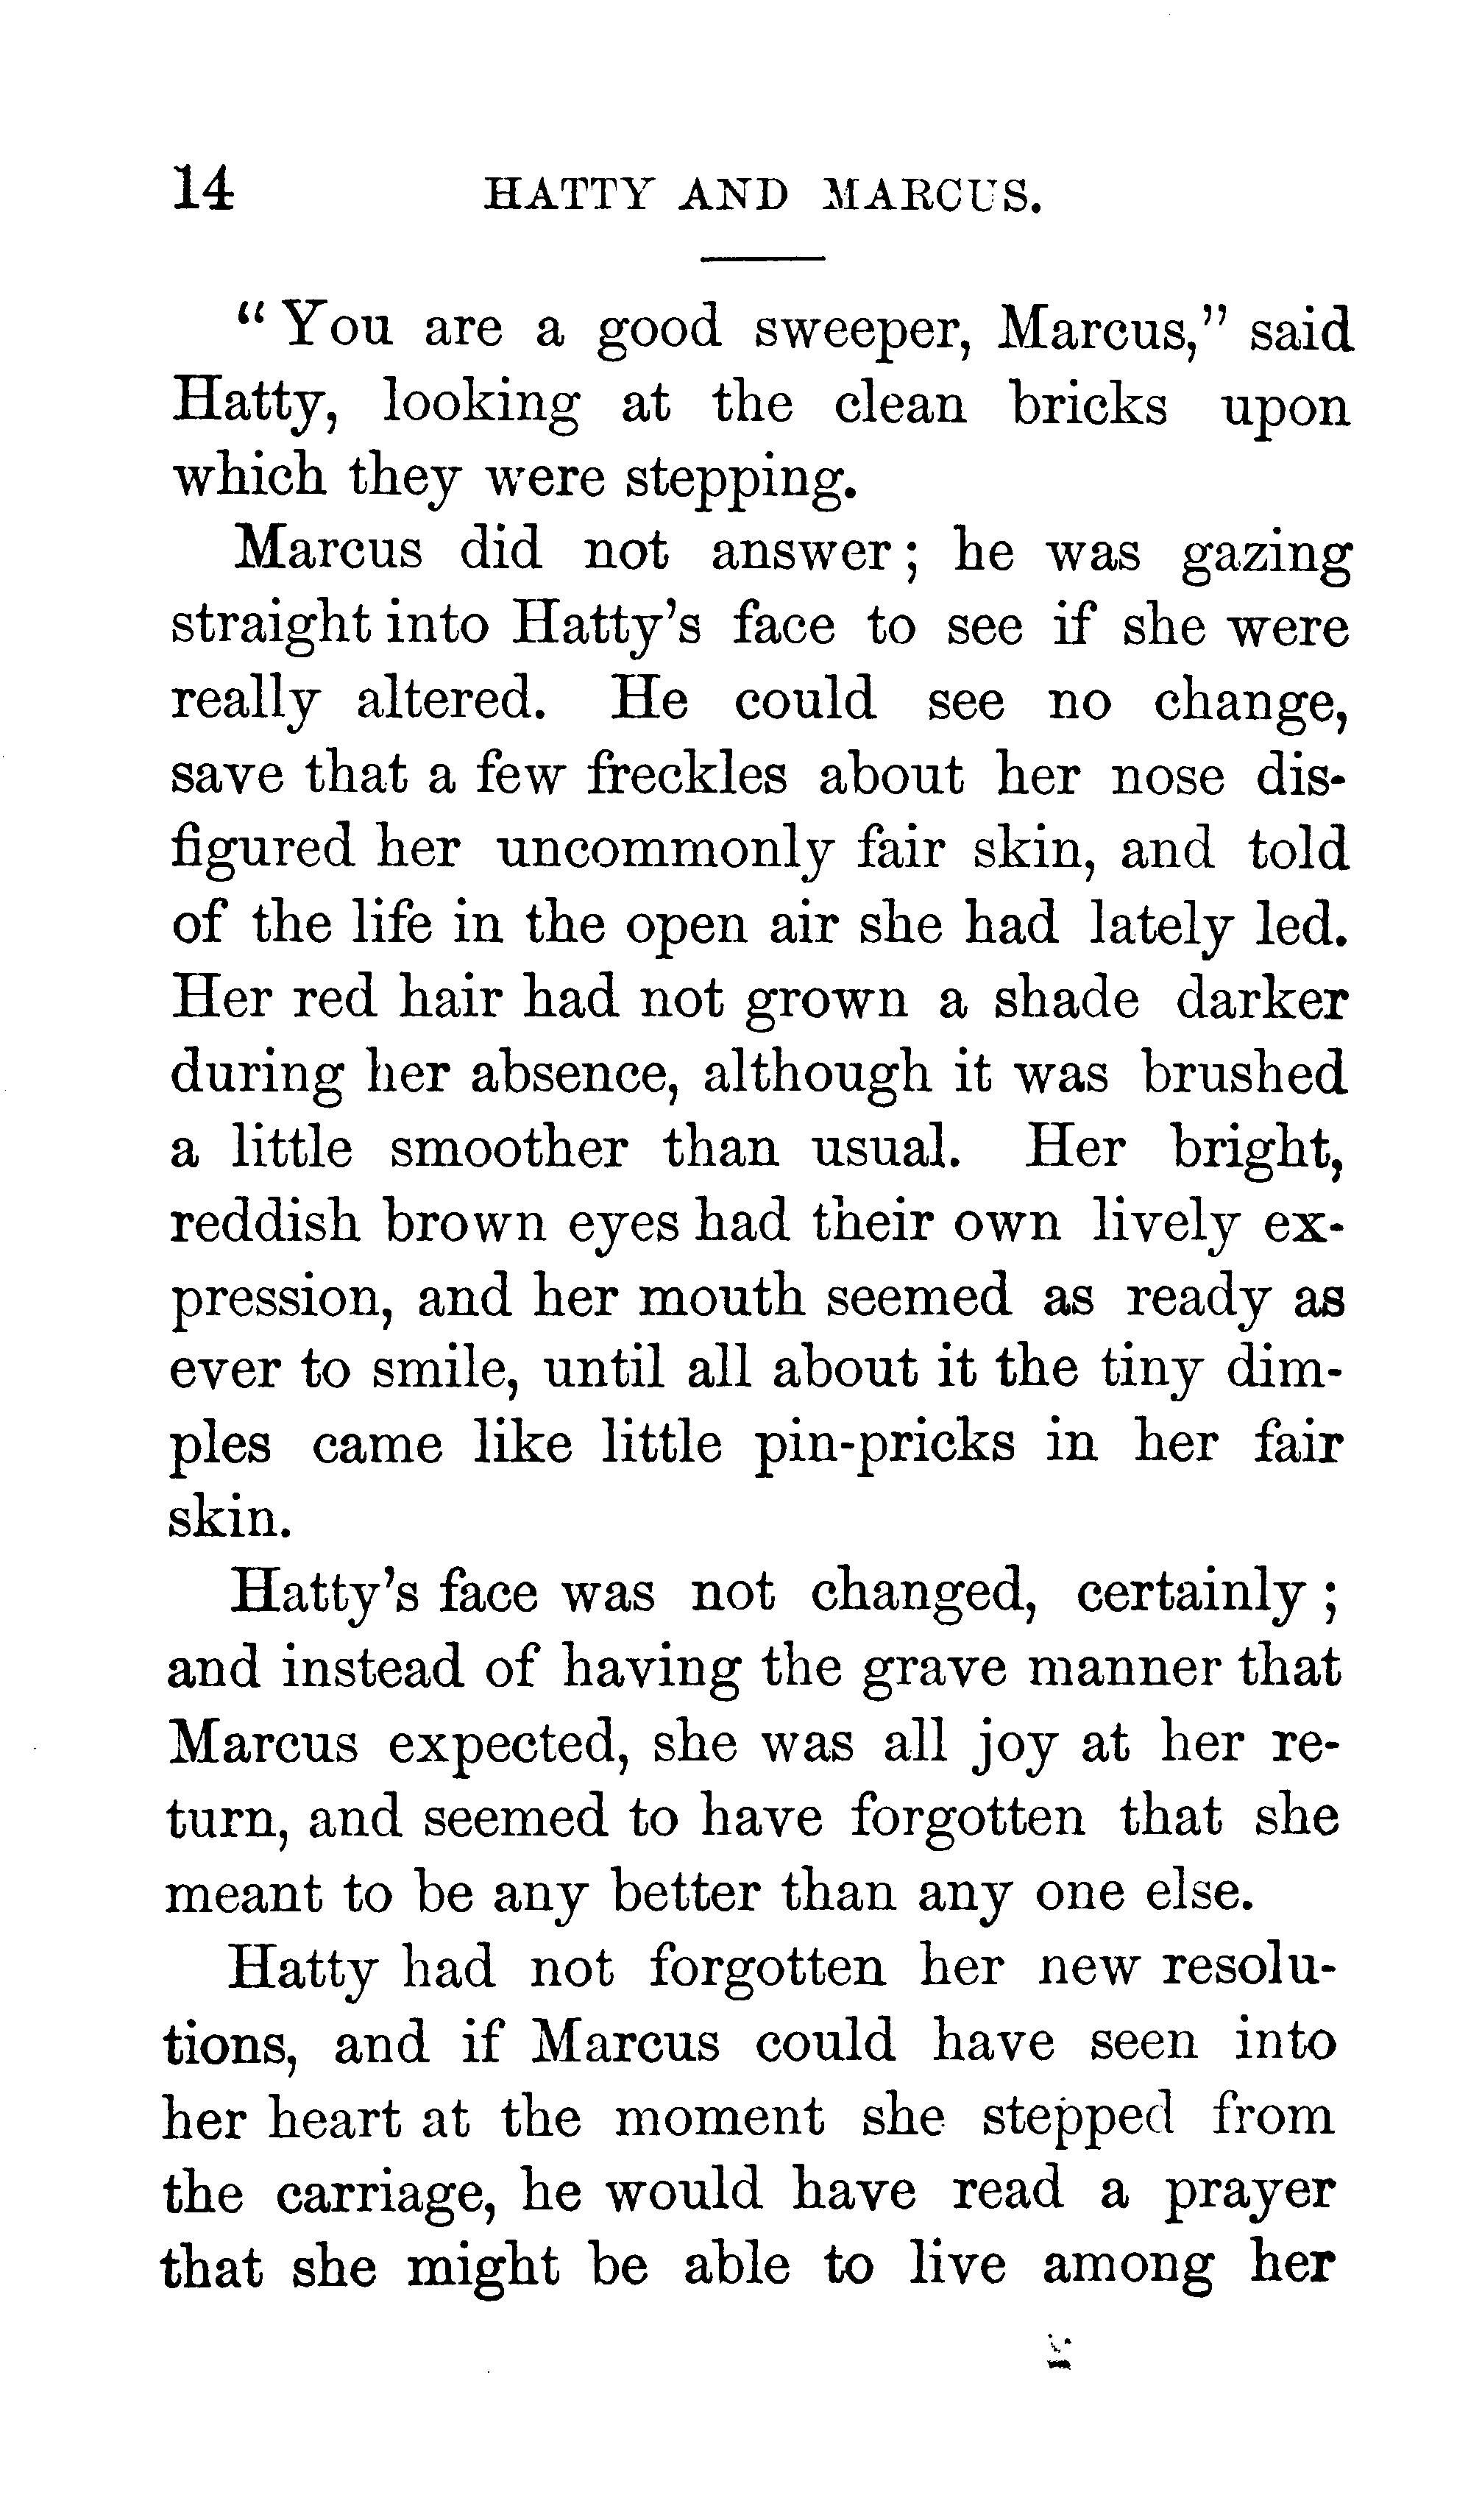 14 HATTY AND MARCUS.
“You are a good sweeper, Marcus,” said
Hatty, looking at the clean bricks upon
which they were stepping.
Marcus did not answer; he was gazing
straight into Hatty’s face to see if she were
really altered. He could see no change,
save that a few freckles about her nose dis-
figured her uncommonly fair skin, and told
of the life in the open air she had lately led.
Her red hair had not grown a shade darker
during her absence, although it was brushed
a little smoother than usual. Her bright,
reddish brown eyes had their own lively ex-
pression, and her mouth seemed as ready as
ever to smile, until all about it the tiny dim-
ples came like little pin-pricks in her fair
skin.
Hatty’s face was not changed, certainly;
and instead of having the grave manner that
Marcus expected, she was all joy at her re-
turn, and seemed to have forgotten that she
meant to be any better than any one else.
Hatty had not forgotten her new resolu-
tions, and if Marcus could have seen into
her heart at the moment she stepped from
the carriage, he would have read a prayer
that she might be able to live among her